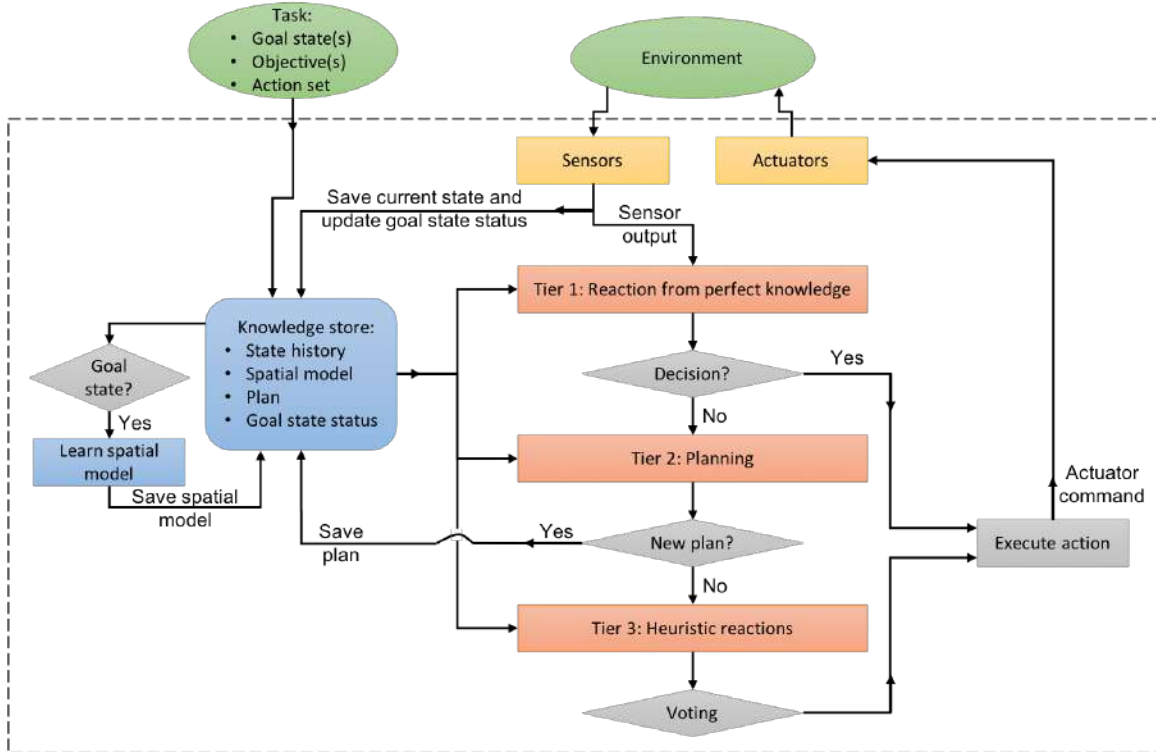 Task:
• Goal state(s)
• Objective(s)
• Action set
Environment
Sensors
Actuators
Save current state and
update goal state status
Sensor
output
Tier 1: Reaction from perfect knowledge
Knowledge store:
• State history
• Spatial model
• Plan
• Goal state status
Goal
state?
Yes
Learn spatial
model
Save spatial
model
Decision?
Yes
No
Tier 2: Planning
New plan?
Yes
Save
plan
No
Tier 3: Heuristic reactions
Voting
Execute action
Actuator
command